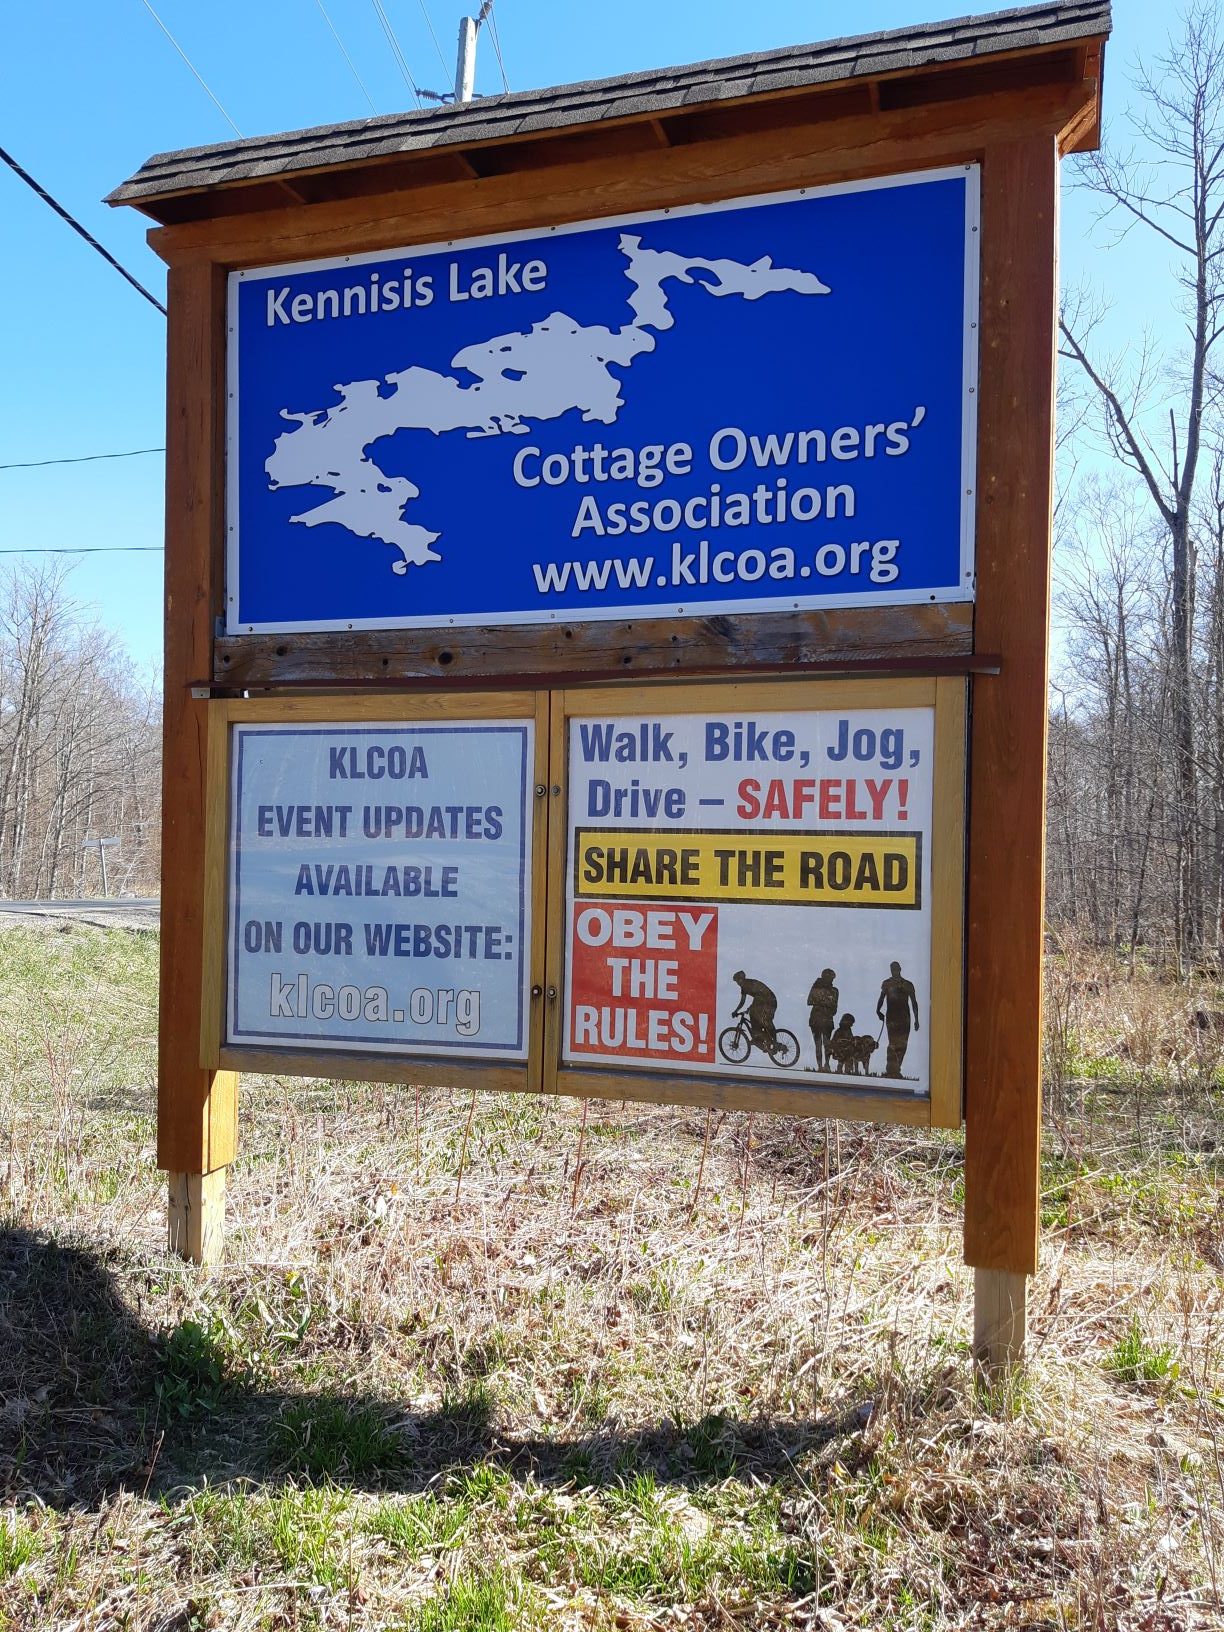 Kennisis Lake
Cottage Owners'
Association
www.klcoa.org
KLCOA
EVENT UPDATES
AVAILABLE
ON OUR WEBSITE:
klcoa.org
Walk, Bike, Jog,
Drive – SAFELY!
SHARE THE ROAD
OBEY
THE
RULES!